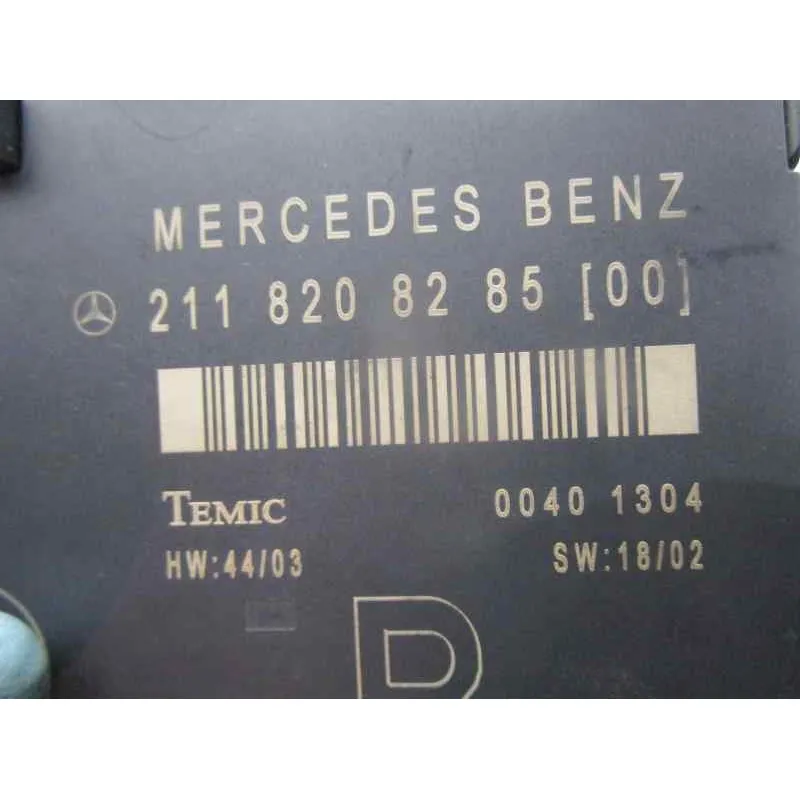 MERCEDES BENZ
211 820 82 85 [00]
TEMIC 0040 1304
HW:44/03 SW:18/02
D